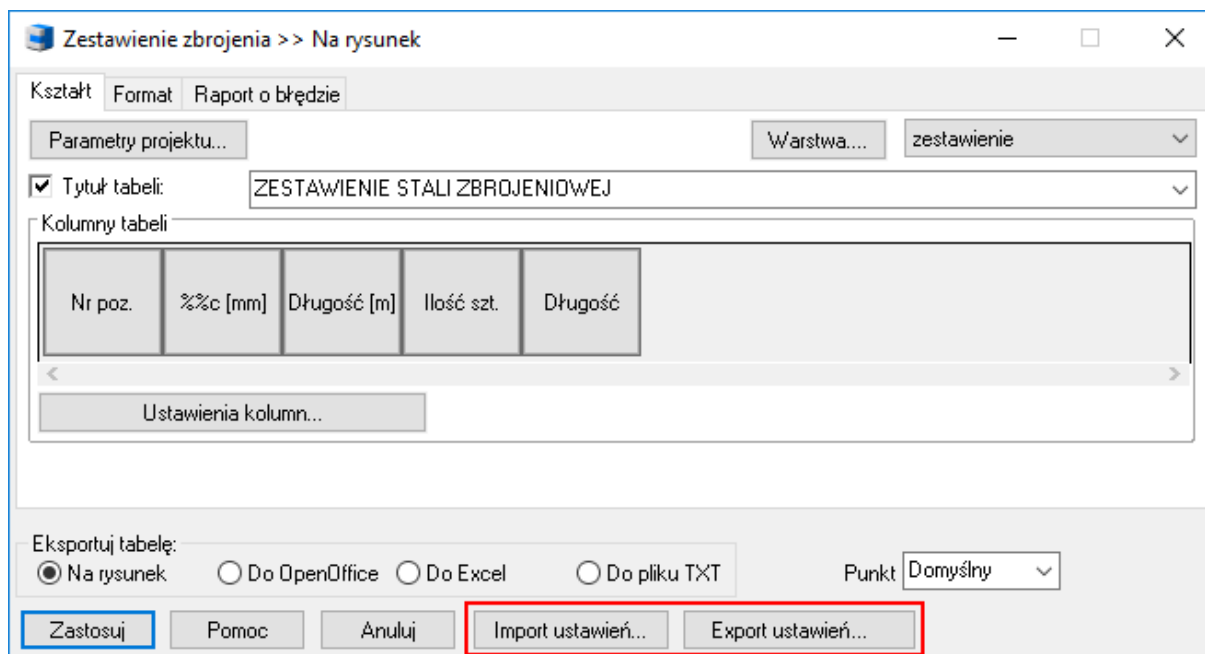 Zestawienie zbrojenia >> Na rysunek
Kształt Format Raport o błędzie
Parametry projektu... Warstwa.... zestawienie
Tytuł tabeli: ZESTAWIENIE STALI ZBROJENIOWEJ
Kolumny tabeli
Nr poz. %%c [mm] Długość [m] Ilość szt. Długość
Ustawienia kolumn...
Eksportuj tabelę:
Na rysunek Do OpenOffice Do Excel Do pliku TXT Punkt Domyślny
Zastosuj Pomoc Anuluj Import ustawień... Export ustawień...